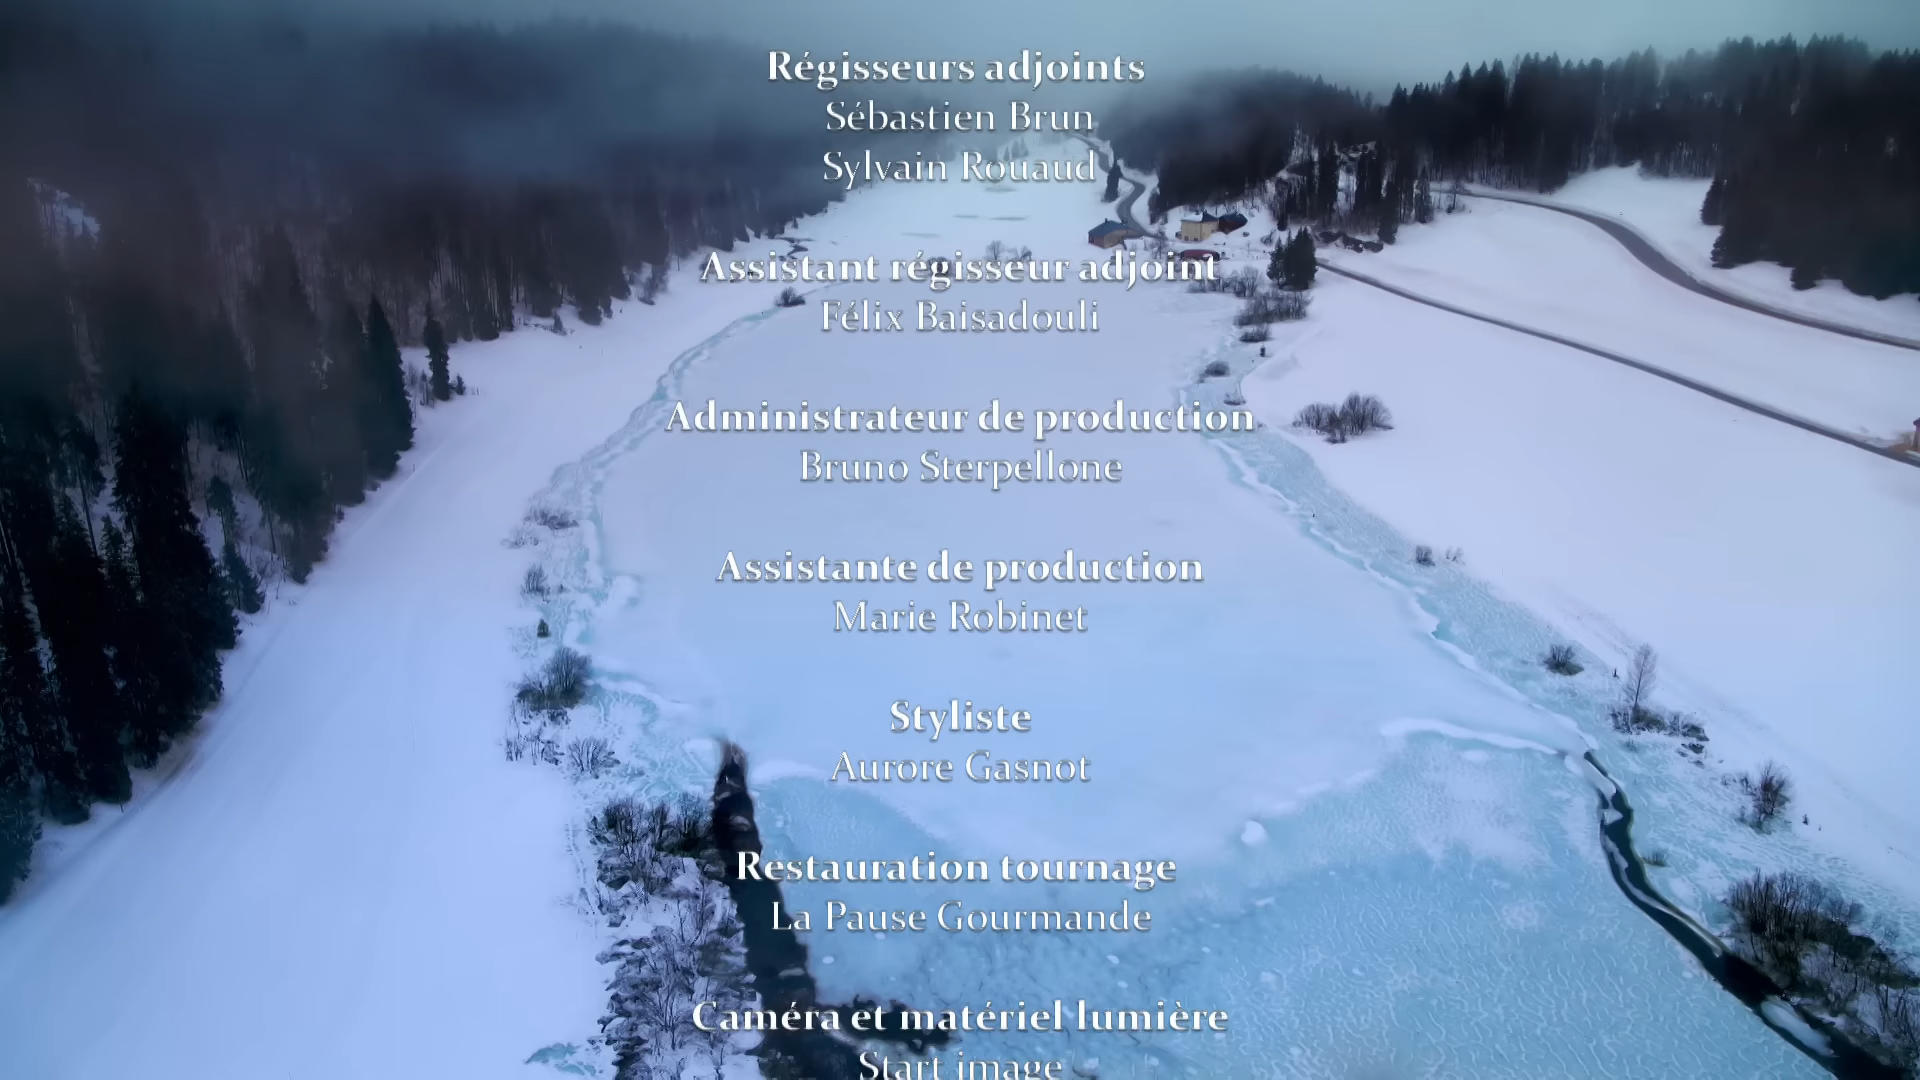 Régisseurs adjoints
Sébastien Brun
Sylvain Rouaud
Assistant régisseur adjoint
Félix Baisadouli
Administrateur de production
Bruno Sterpellone
Assistante de production
Marie Robinet
Styliste
Aurore Gasnot
Restauration tournage
La Pause Gourmande
Caméra et matériel lumière
Start image